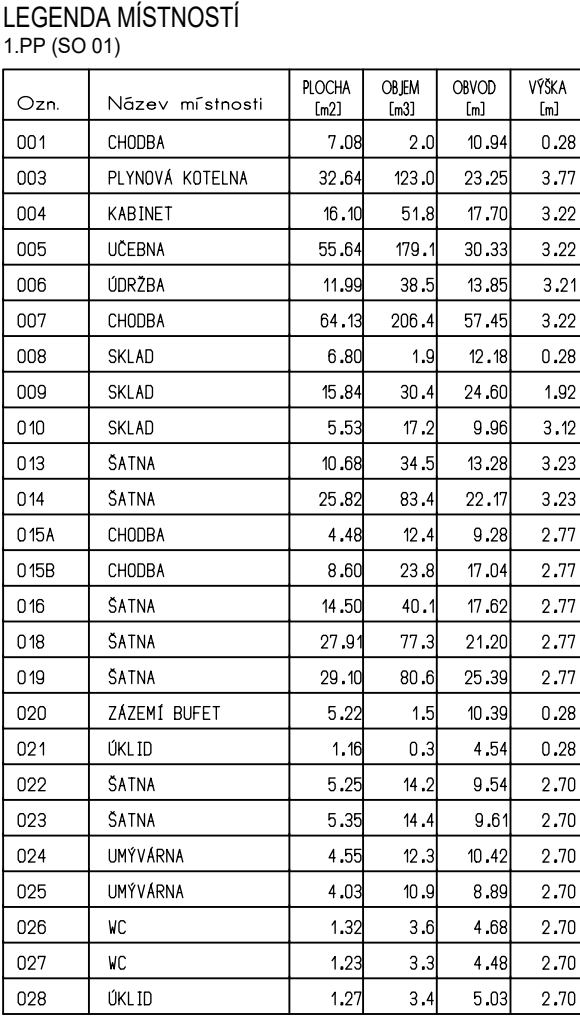 LEGENDA MÍSTNOSTÍ
1.PP (SO 01)
Ozn. Název místnosti PLOCHA [m2] OBJEM [m3] OBVOD [m] VÝŠKA [m]
001 CHODBA 7.08 2.0 10.94 0.28
003 PLYNOVÁ KOTELNA 32.64 123.0 23.25 3.77
004 KABINET 16.10 51.8 17.70 3.22
005 UČEBNA 55.64 179.1 30.33 3.22
006 ÚDRŽBA 11.99 38.5 13.85 3.21
007 CHODBA 64.13 206.4 57.45 3.22
008 SKLAD 6.80 1.9 12.18 0.28
009 SKLAD 15.84 30.4 24.60 1.92
010 SKLAD 5.53 17.2 9.96 3.12
013 ŠATNA 10.68 34.5 13.28 3.23
014 ŠATNA 25.82 83.4 22.17 3.23
015A CHODBA 4.48 12.4 9.28 2.77
015B CHODBA 8.60 23.8 17.04 2.77
016 ŠATNA 14.50 40.1 17.62 2.77
018 ŠATNA 27.91 77.3 21.20 2.77
019 ŠATNA 29.10 80.6 25.39 2.77
020 ZÁZEMÍ BUFET 5.22 1.5 10.39 0.28
021 ÚKLID 1.16 0.3 4.54 0.28
022 ŠATNA 5.25 14.2 9.54 2.70
023 ŠATNA 5.35 14.4 9.61 2.70
024 UMÝVÁRNA 4.55 12.3 10.42 2.70
025 UMÝVÁRNA 4.03 10.9 8.89 2.70
026 WC 1.32 3.6 4.68 2.70
027 WC 1.23 3.3 4.48 2.70
028 ÚKLID 1.27 3.4 5.03 2.70